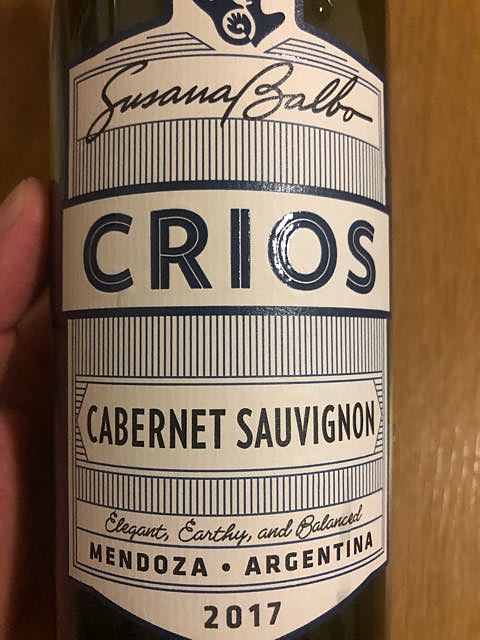 Susana Balbo
CRIOS
CABERNET SAUVIGNON
Elegant, Earthy, and Balanced
MENDOZA • ARGENTINA
2017